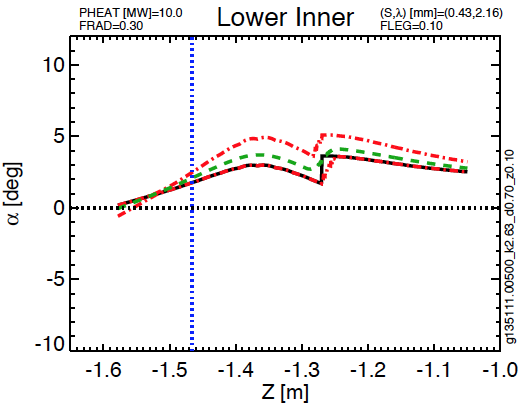 PHEAT [MW]=10.0
FRAD=0.30
Lower Inner
(S,λ) [mm]=(0.43,2.16)
FLEG=0.10
10
5
0
-5
-10
α [deg]
-1.6
-1.5
-1.4
-1.3
-1.2
-1.1
-1.0
Z [m]
g135111.00500_k2.63_d0.70_z0.10